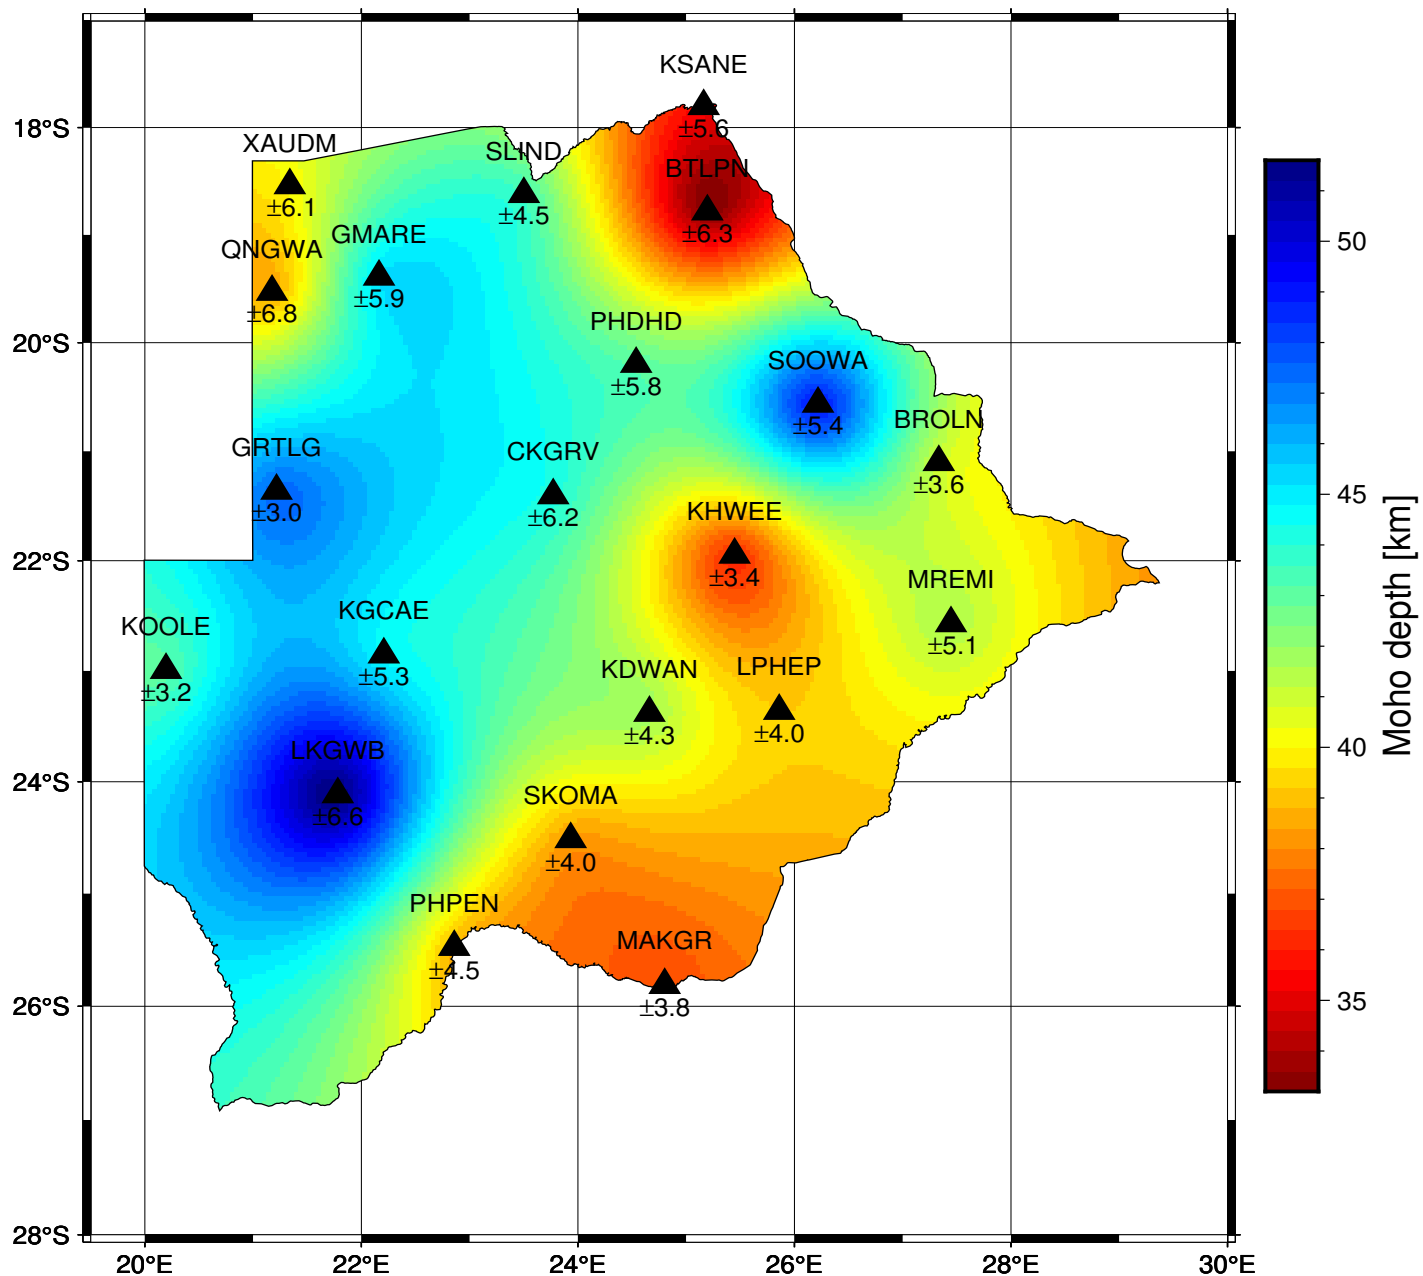 KSANE
±5.6
18°S
XAUDM
±6.1
SLIND
±4.5
BTLPN
±6.3
QNGWA
±6.8
GMARE
±5.9
50
PHDHD
±5.8
20°S
SOOWA
±5.4
BROLN
±3.6
GRTLG
±3.0
CKGRV
±6.2
45
KHWEE
±3.4
22°S
MREMI
±5.1
KOOLE
±3.2
KGCAE
±5.3
KDWAN
±4.3
LPHEP
±4.0
40
Moho depth [km]
LKGWB
±6.6
24°S
SKOMA
±4.0
PHPEN
±4.5
MAKGR
±3.8
26°S
35
28°S
20°E
22°E
24°E
26°E
28°E
30°E